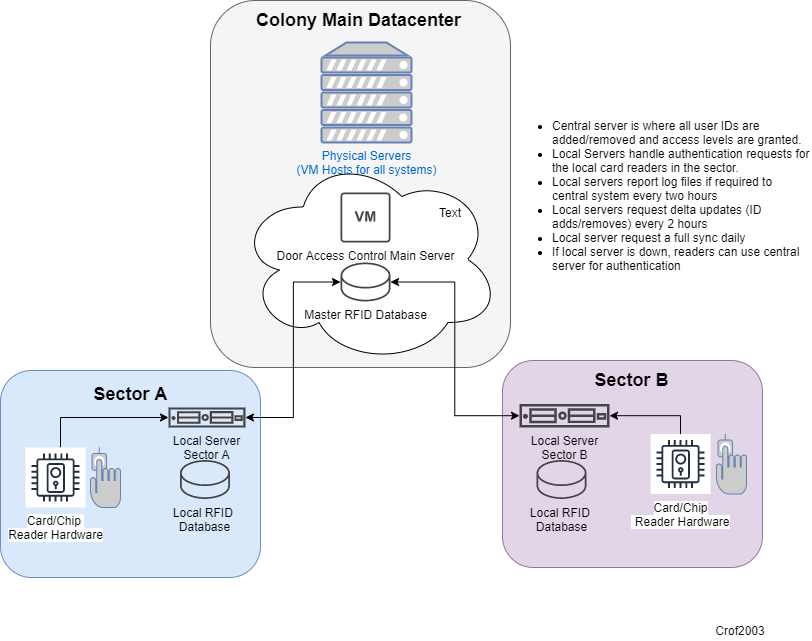 Colony Main Datacenter
Physical Servers
(VM Hosts for all systems)
VM
Text
Door Access Control Main Server
Master RFID Database
• Central server is where all user IDs are
added/removed and access levels are granted.
• Local Servers handle authentication requests for
the local card readers in the sector.
• Local servers report log files if required to
central system every two hours
• Local servers request delta updates (ID
adds/removes) every 2 hours
• Local server request a full sync daily
• If local server is down, readers can use central
server for authentication
Sector A
Local Server
Sector A
Local RFID
Database
Card/Chip
Reader Hardware
Sector B
Local Server
Sector B
Local RFID
Database
Card/Chip
Reader Hardware
Crof2003